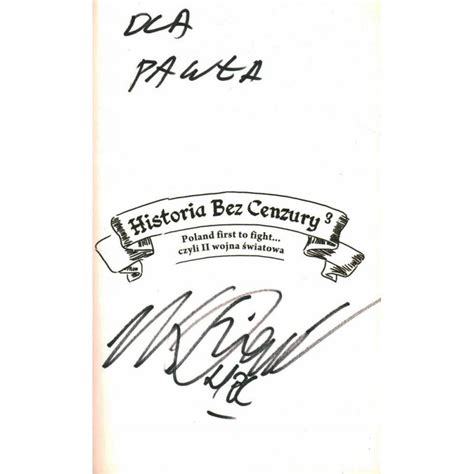 DLA
PAWŁA
Historia Bez Cenzury 3
Poland first to fight...
czyli II wojna światowa